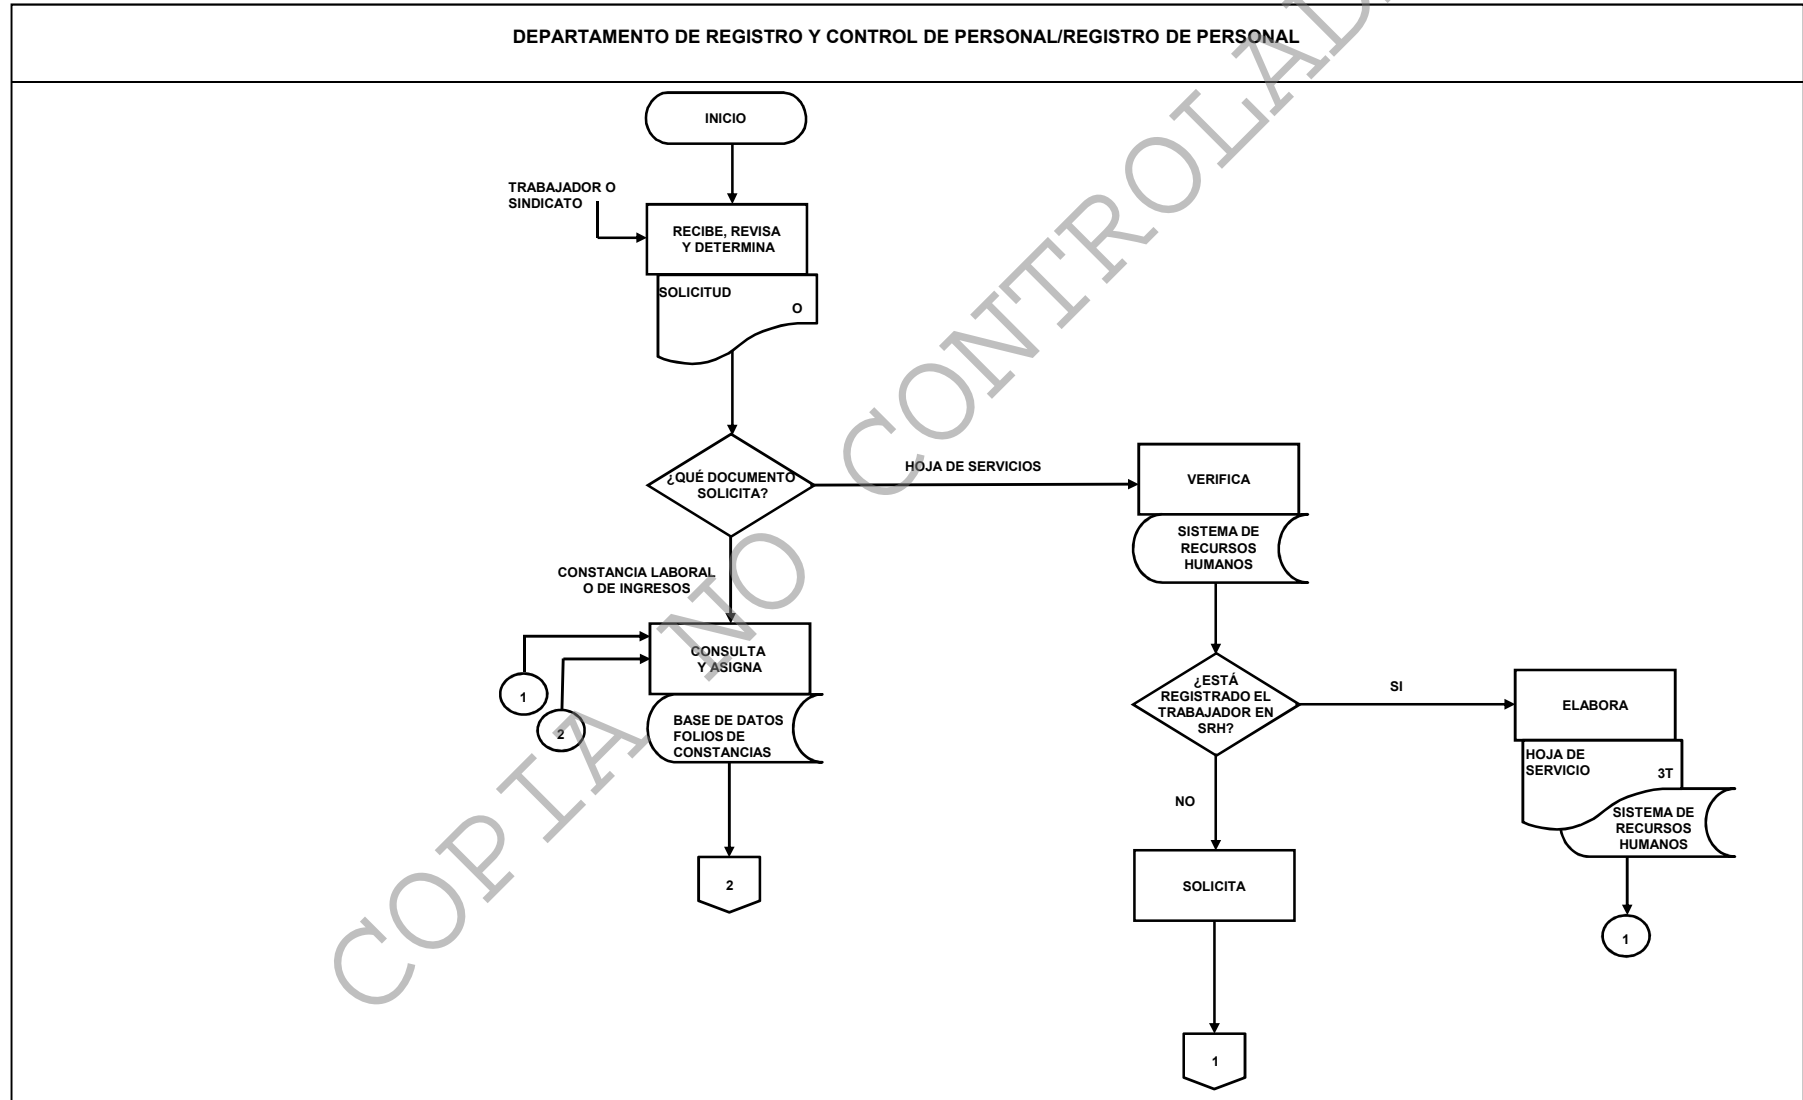 DEPARTAMENTO DE REGISTRO Y CONTROL DE PERSONAL/REGISTRO DE PERSONAL
INICIO
TRABAJADOR O
SINDICATO
RECIBE, REVISA
Y DETERMINA
SOLICITUD
O
¿QUÉ DOCUMENTO
SOLICITA?
HOJA DE SERVICIOS
VERIFICA
SISTEMA DE
RECURSOS
HUMANOS
CONSTANCIA LABORAL
O DE INGRESOS
CONSULTA
Y ASIGNA
1
2
BASE DE DATOS
FOLIOS DE
CONSTANCIAS
2
¿ESTÁ
REGISTRADO EL
TRABAJADOR EN
SRH?
SI
ELABORA
HOJA DE
SERVICIO
3T
SISTEMA DE
RECURSOS
HUMANOS
1
NO
SOLICITA
1
COPIA NO CONTROLAD